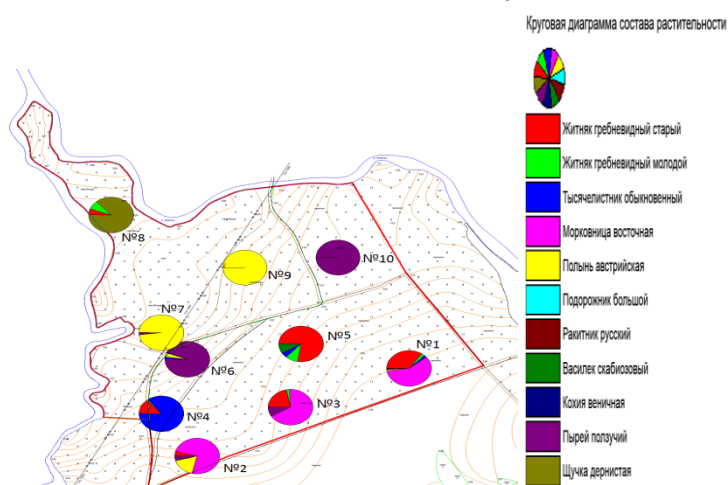 Круговая диаграмма состава растительности
Житняк гребневидный старый
Житняк гребневидный молодой
Тысячелистник обыкновенный
Морковница восточная
Полынь австрийская
Подорожник большой
Ракитник русский
Василек скабиозовый
Кохия веничная
Пырей ползучий
Щучка дернистая
№8
№9
№10
№7
№5
№1
№6
№3
№4
№2